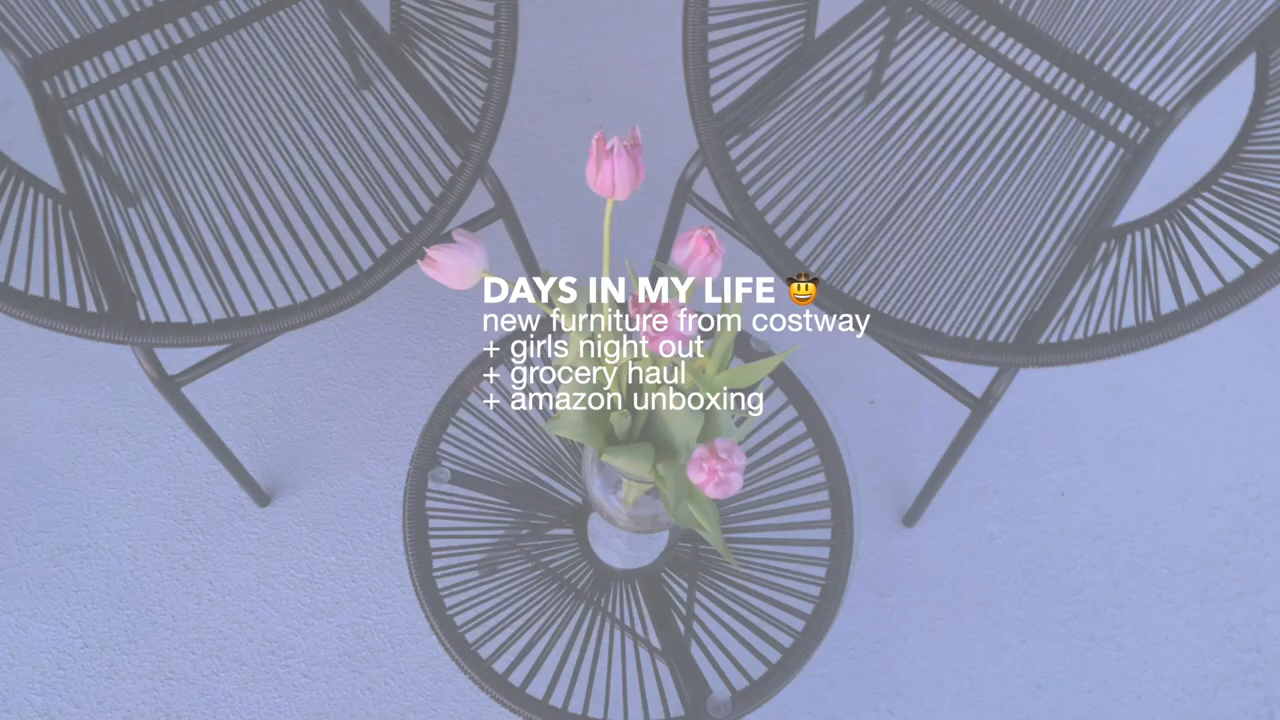 DAYS IN MY LIFE 🤠
new furniture from costway
+ girls night out
+ grocery haul
+ amazon unboxing